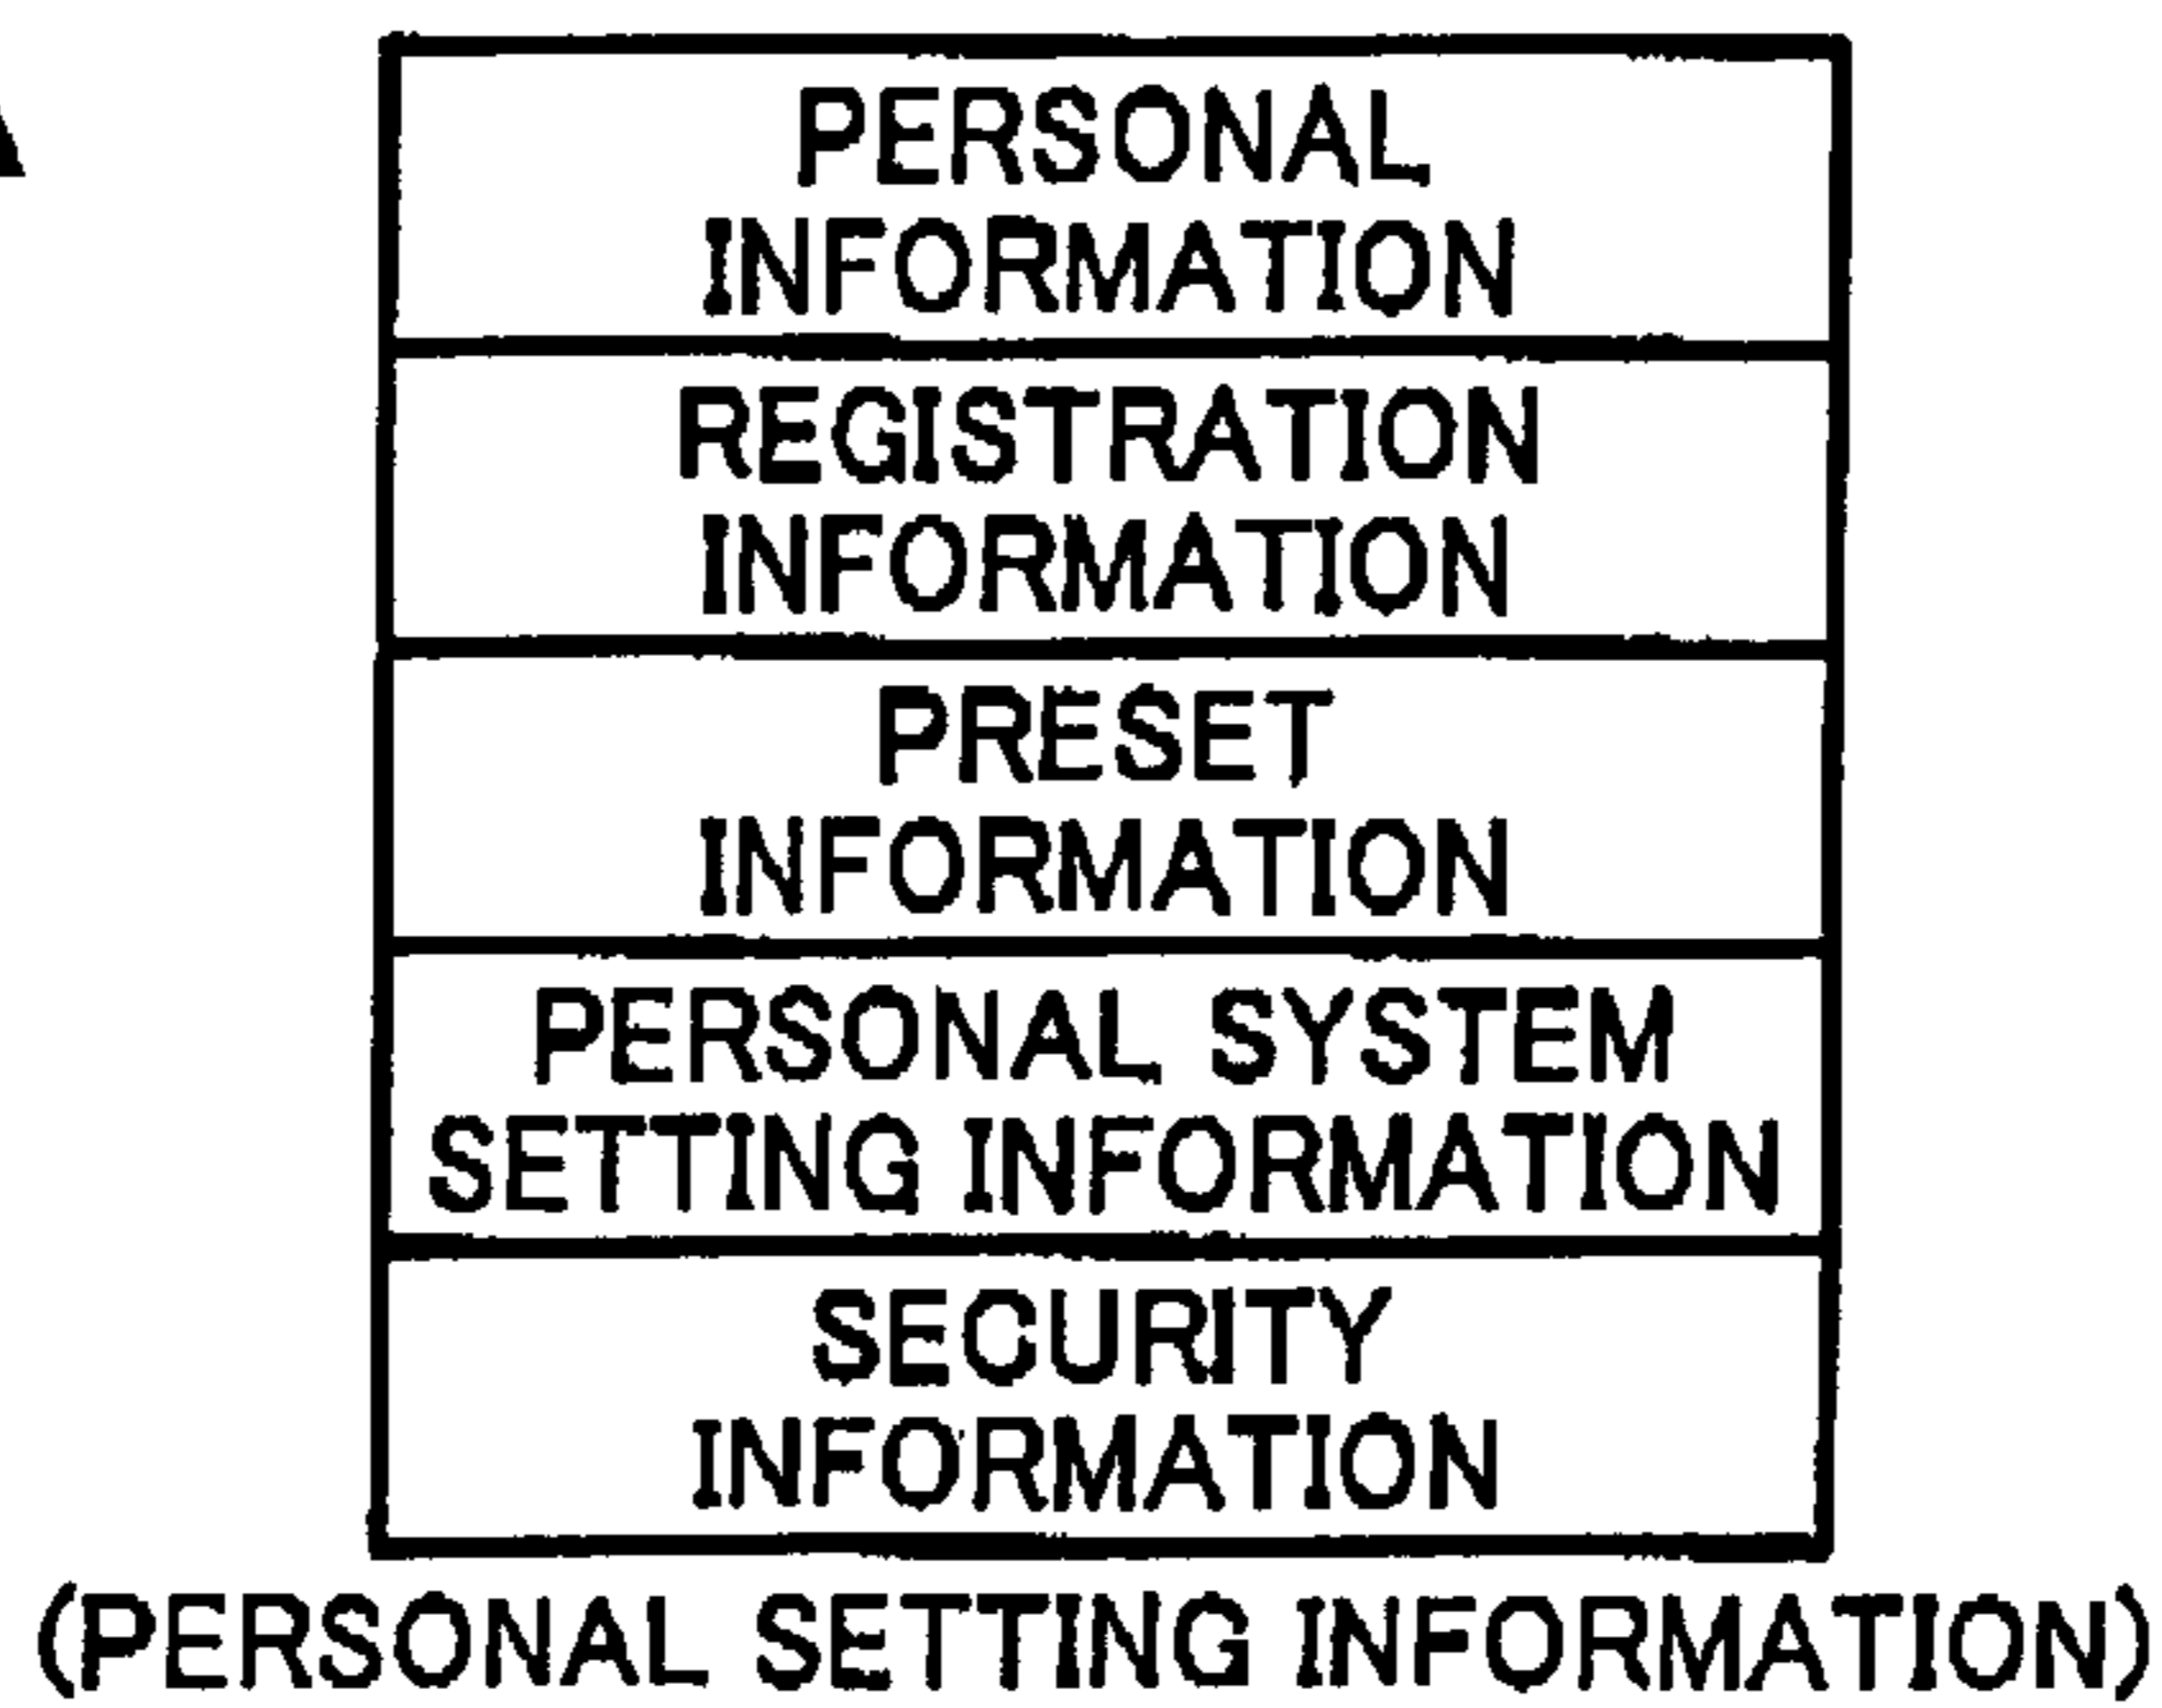 PERSONAL
INFORMATION
REGISTRATION
INFORMATION
PRESET
INFORMATION
PERSONAL SYSTEM
SETTING INFORMATION
SECURITY
INFORMATION
(PERSONAL SETTING INFORMATION)